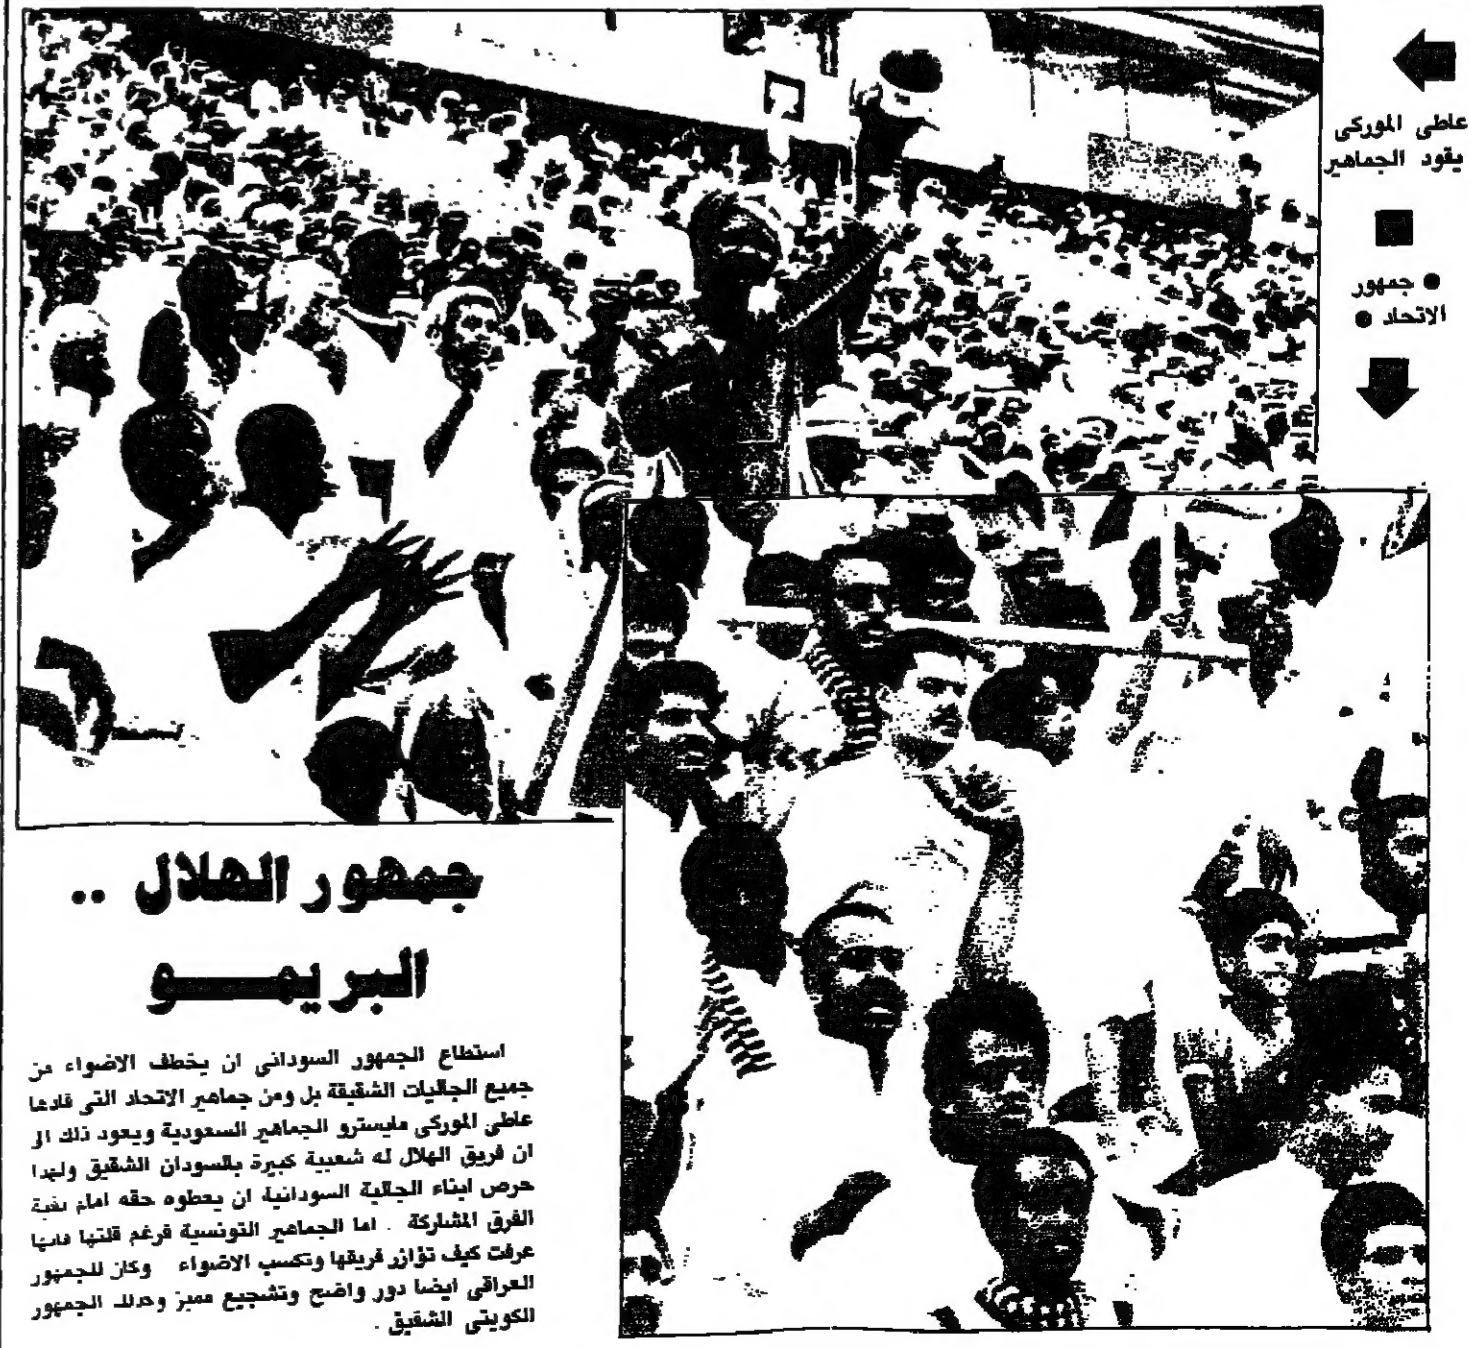 عاطى الموركى
يقود الجماهير
● جمهور
الاتحاد ●
جمهور الهلال ..
البريمـــو
استطاع الجمهور السودانى ان يخطف الاضواء من
جميع الجاليات الشقيقة بل ومن جماهير الاتحاد التى قادها
عاطى الموركى مايسترو الجماهير السعودية ويعود ذلك الى
ان فريق الهلال له شعبية كبيرة بالسودان الشقيق ولهذا
حرص ابناء الجالية السودانية ان يعطوه حقه امام بقية
الفرق المشاركة . اما الجماهير التونسية فرغم قلتها فانها
عرفت كيف تؤازر فريقها وتكسب الاضواء وكان للجمهور
العراقى ايضا دور واضح وتشجيع مميز وكذلك الجمهور
الكويتى الشقيق .